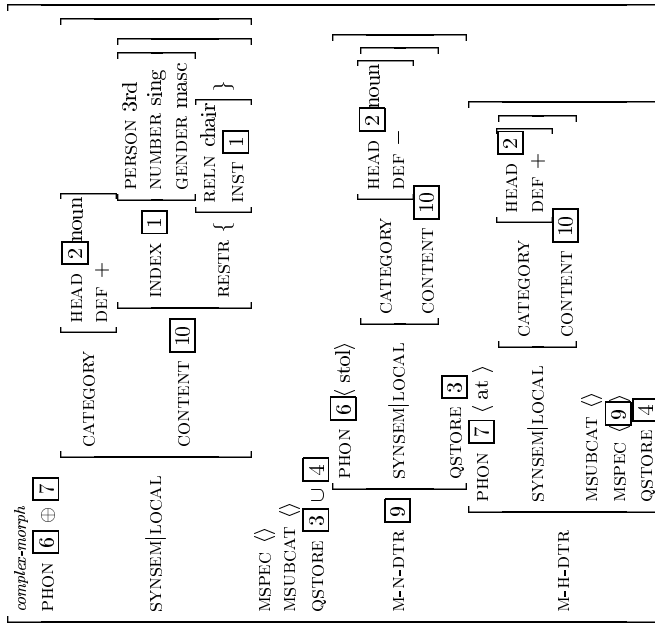 complex-morph
PHON 6 ⊕ 7
SYNSEM|LOCAL
CATEGORY
HEAD 2 noun
DEF +
CONTENT 10
INDEX 1
PERSON 3rd
NUMBER sing
GENDER masc
RESTR {
RELN chair
INST 1
}
MSPEC ⟨⟩
MSUBCAT ⟨⟩
QSTORE 3 ∪ 4
M-N-DTR 9
PHON 6 ⟨ stol⟩
SYNSEM|LOCAL
CATEGORY
HEAD 2 noun
DEF −
CONTENT 10
QSTORE 3
M-H-DTR
PHON 7 ⟨ at ⟩
SYNSEM|LOCAL
CATEGORY
HEAD 2
DEF +
CONTENT 10
MSUBCAT ⟨⟩
MSPEC ⟨9⟩
QSTORE 4